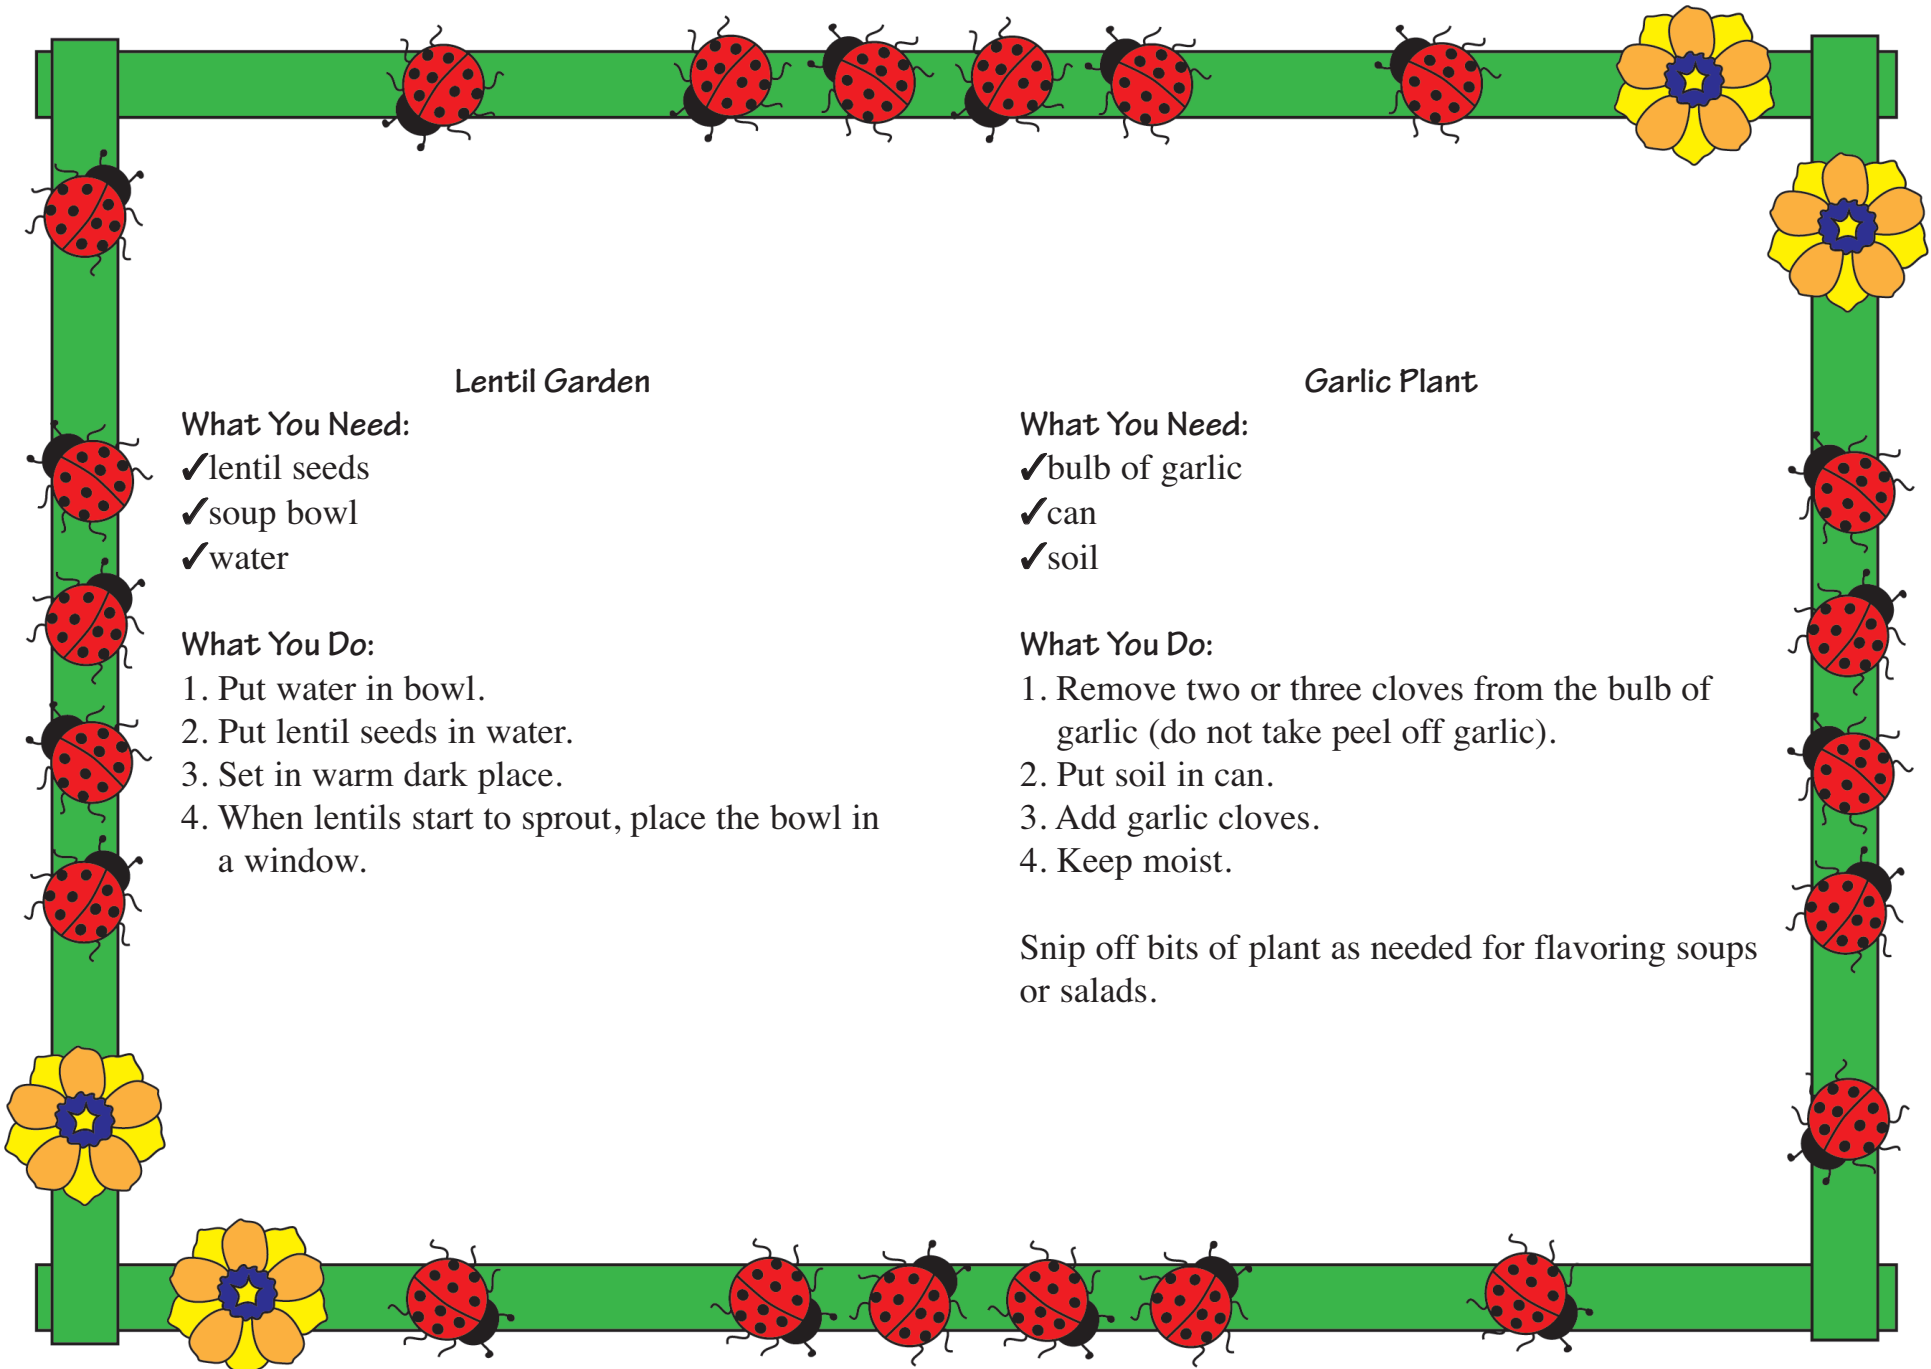 Lentil Garden
What You Need:
✓lentil seeds
✓soup bowl
✓water
What You Do:
1. Put water in bowl.
2. Put lentil seeds in water.
3. Set in warm dark place.
4. When lentils start to sprout, place the bowl in
a window.
Garlic Plant
What You Need:
✓bulb of garlic
✓can
✓soil
What You Do:
1. Remove two or three cloves from the bulb of
garlic (do not take peel off garlic).
2. Put soil in can.
3. Add garlic cloves.
4. Keep moist.
Snip off bits of plant as needed for flavoring soups
or salads.